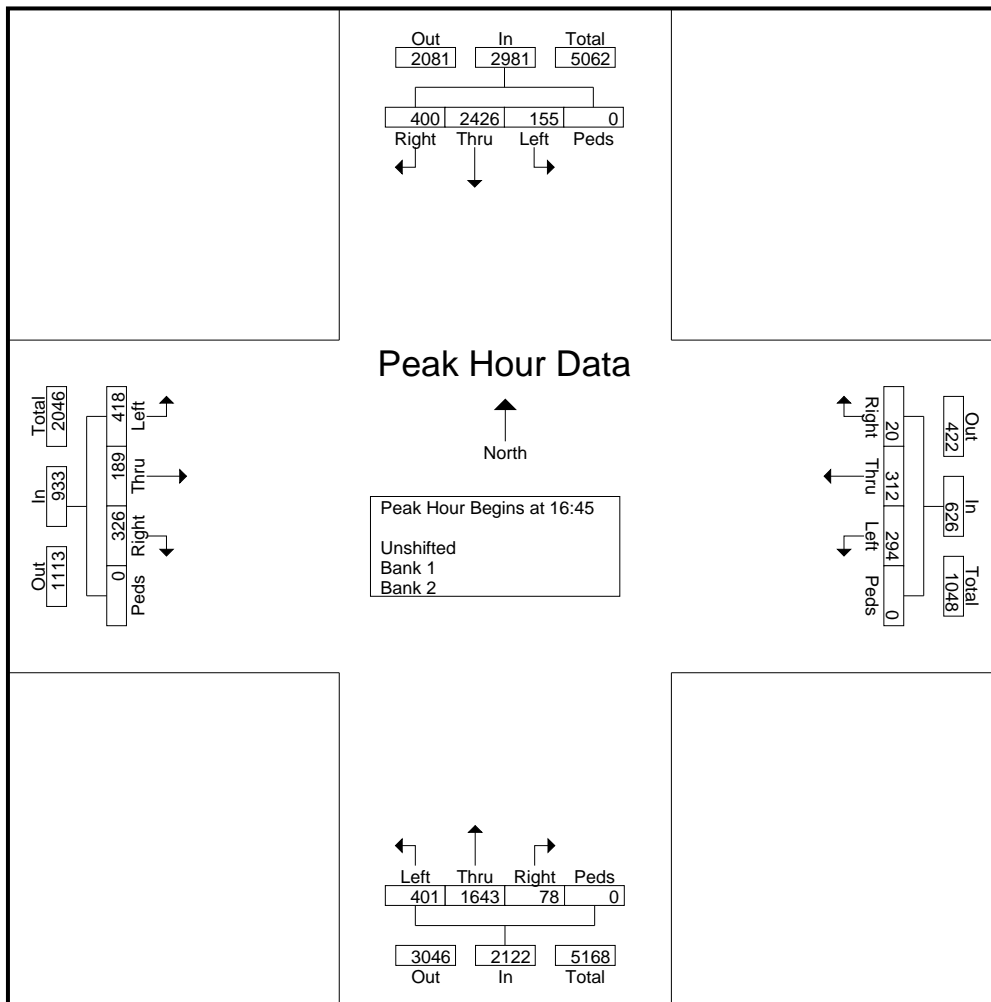 Out In Total
2081 2981 5062
400 2426 155 0
Right Thru Left Peds
Peak Hour Data
North
Peak Hour Begins at 16:45
Unshifted
Bank 1
Bank 2
Total In Out
2046 933 1113
418 189 326 0
Left Thru Right Peds
Out In Total
422 626 1048
20 312 294 0
Right Thru Left Peds
Left Thru Right Peds
401 1643 78 0
3046 2122 5168
Out In Total